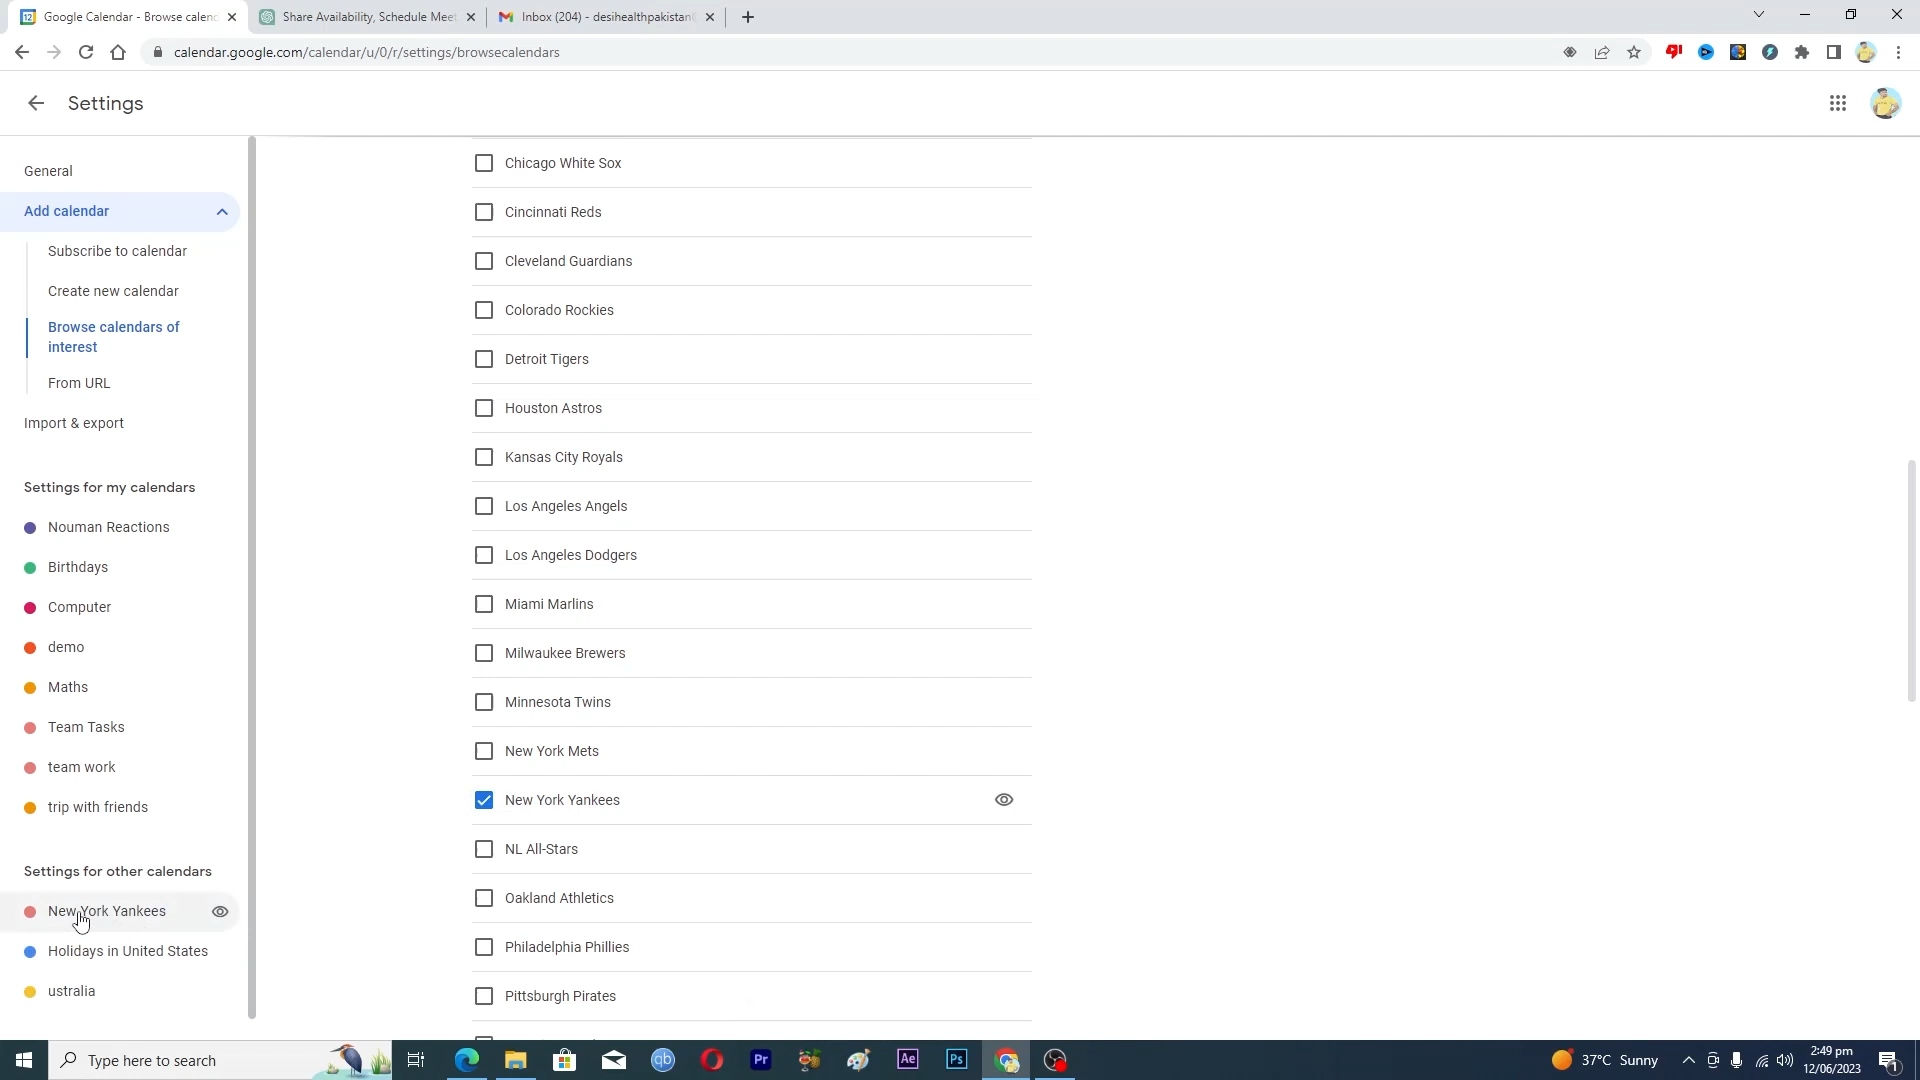 Google Calendar - Browse calend
Share Availability, Schedule Meet
Inbox (204) - desihealthpakistan
calendar.google.com/calendar/u/0/r/settings/browsecalendars
Settings
General
Add calendar
Subscribe to calendar
Create new calendar
Browse calendars of
interest
From URL
Import & export
Settings for my calendars
Nouman Reactions
Birthdays
Computer
demo
Maths
Team Tasks
team work
trip with friends
Settings for other calendars
New York Yankees
Holidays in United States
ustralia
Chicago White Sox
Cincinnati Reds
Cleveland Guardians
Colorado Rockies
Detroit Tigers
Houston Astros
Kansas City Royals
Los Angeles Angels
Los Angeles Dodgers
Miami Marlins
Milwaukee Brewers
Minnesota Twins
New York Mets
New York Yankees
NL All-Stars
Oakland Athletics
Philadelphia Phillies
Pittsburgh Pirates
Type here to search
qb
Pr
Ae
Ps
37°C Sunny
2:49 pm
12/06/2023
1